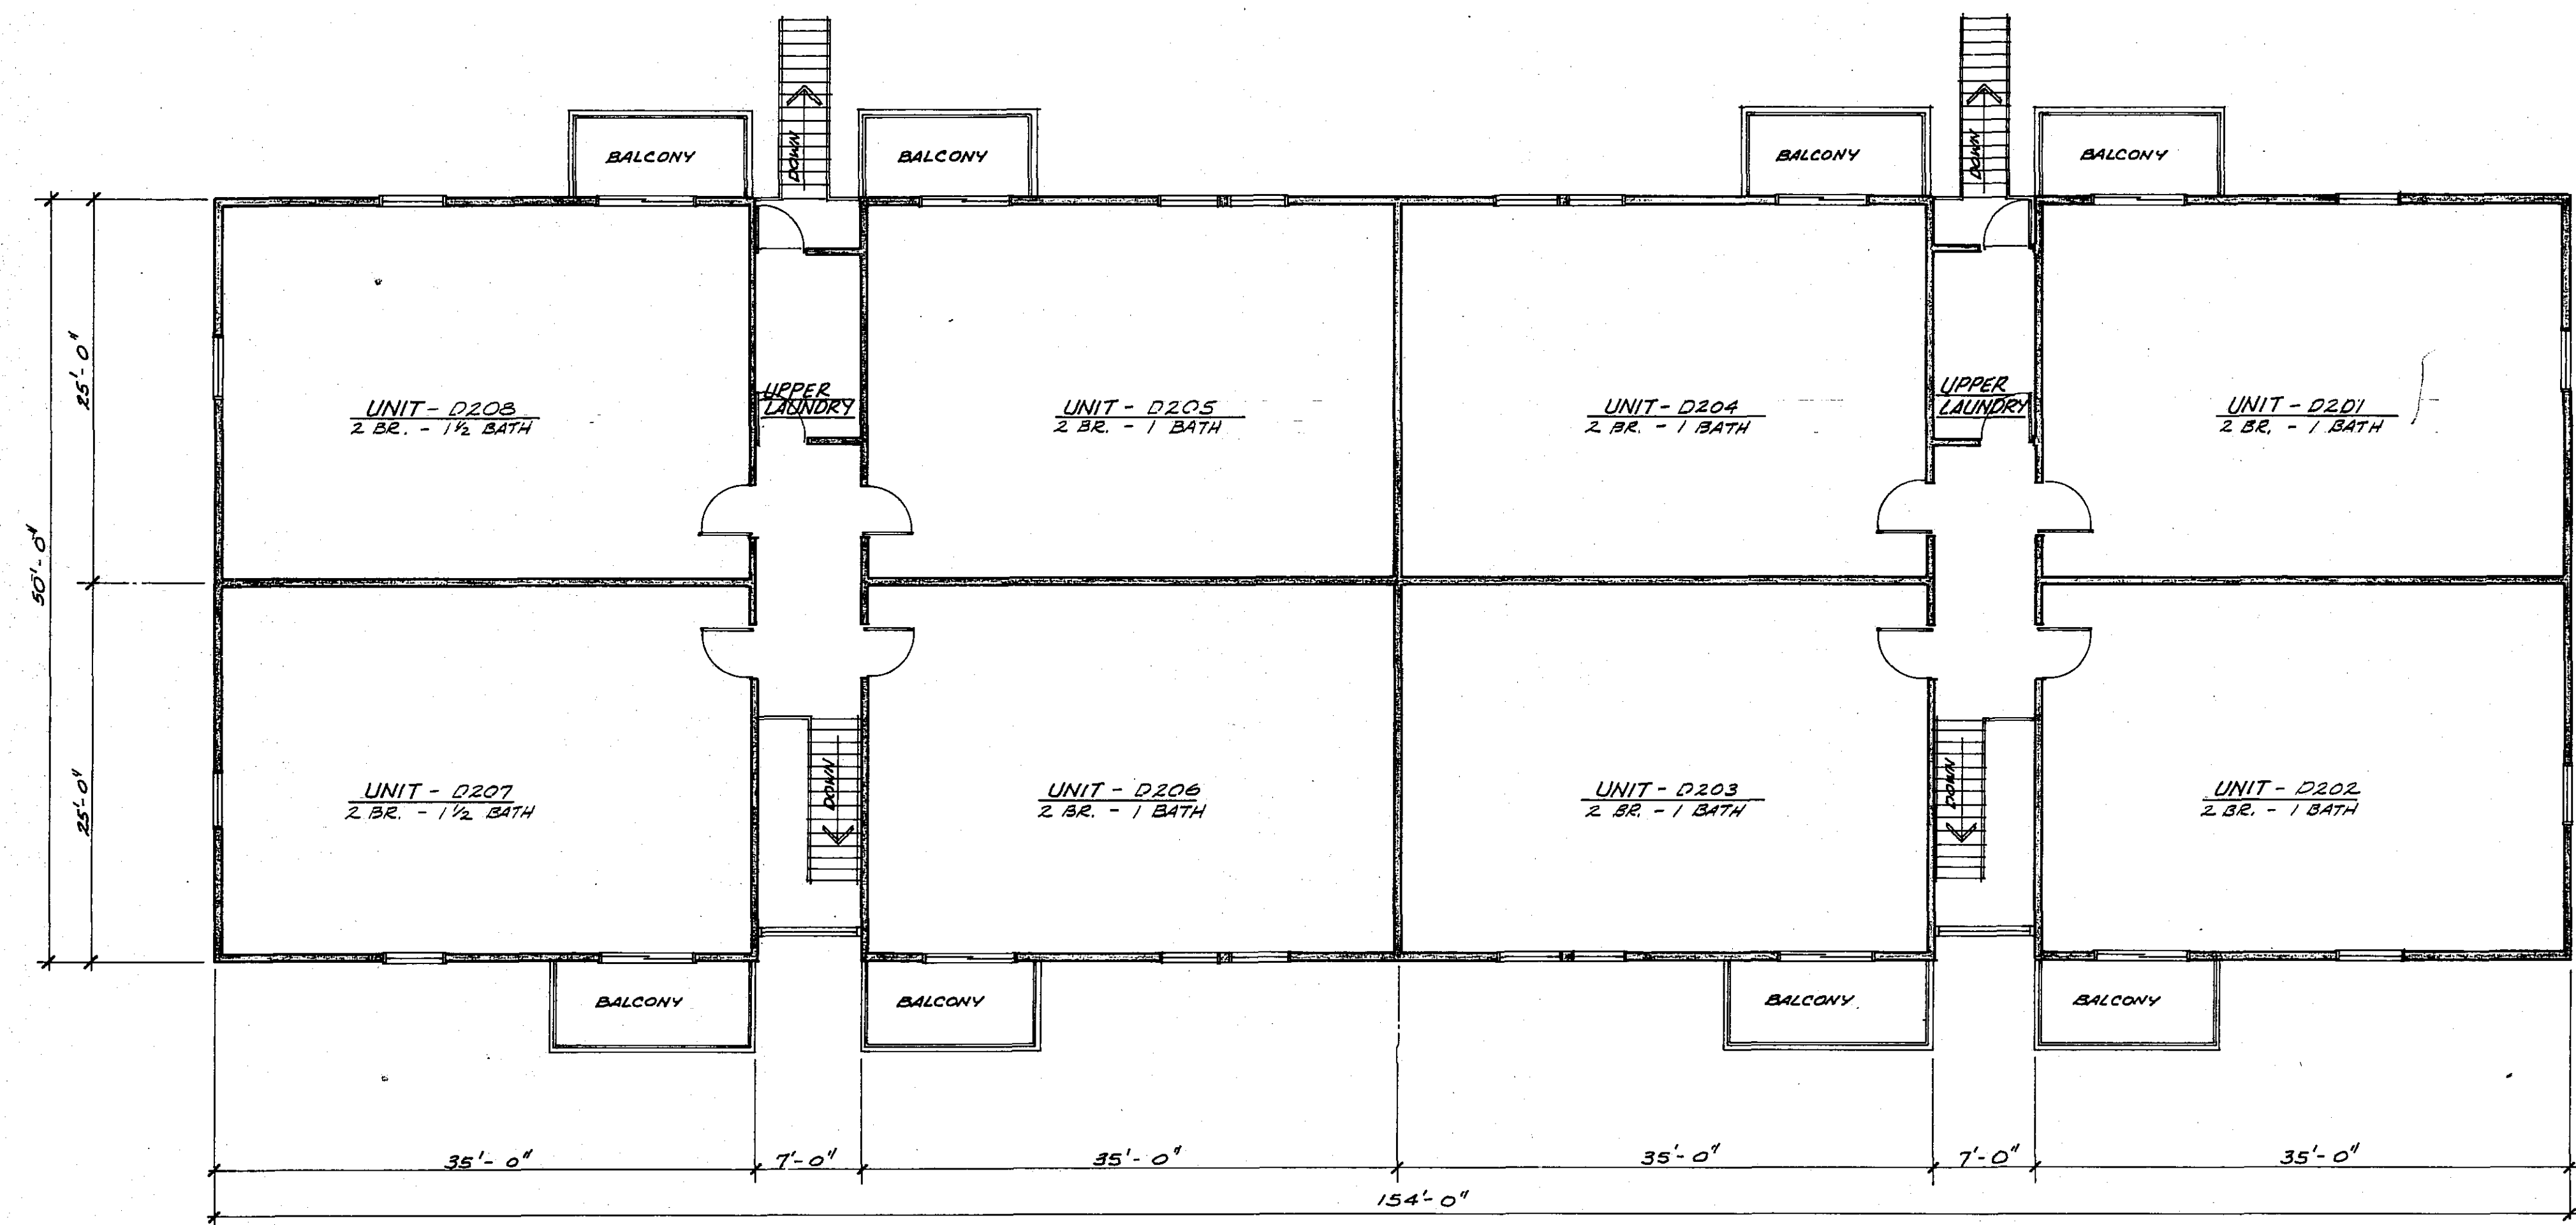 DOWN
DOWN
BALCONY
BALCONY
BALCONY
BALCONY
25'-0"
50'-0"
25'-0"
UNIT - D208
2 BR. - 1 1/2 BATH
UPPER
LAUNDRY
UNIT - D205
2 BR. - 1 BATH
UNIT - D204
2 BR. - 1 BATH
UPPER
LAUNDRY
UNIT - D201
2 BR. - 1 BATH
UNIT - D207
2 BR. - 1 1/2 BATH
DOWN
UNIT - D206
2 BR. - 1 BATH
UNIT - D203
2 BR. - 1 BATH
DOWN
UNIT - D202
2 BR. - 1 BATH
BALCONY
BALCONY
BALCONY
BALCONY
35'-0"
7'-0"
35'-0"
35'-0"
7'-0"
35'-0"
154'-0"